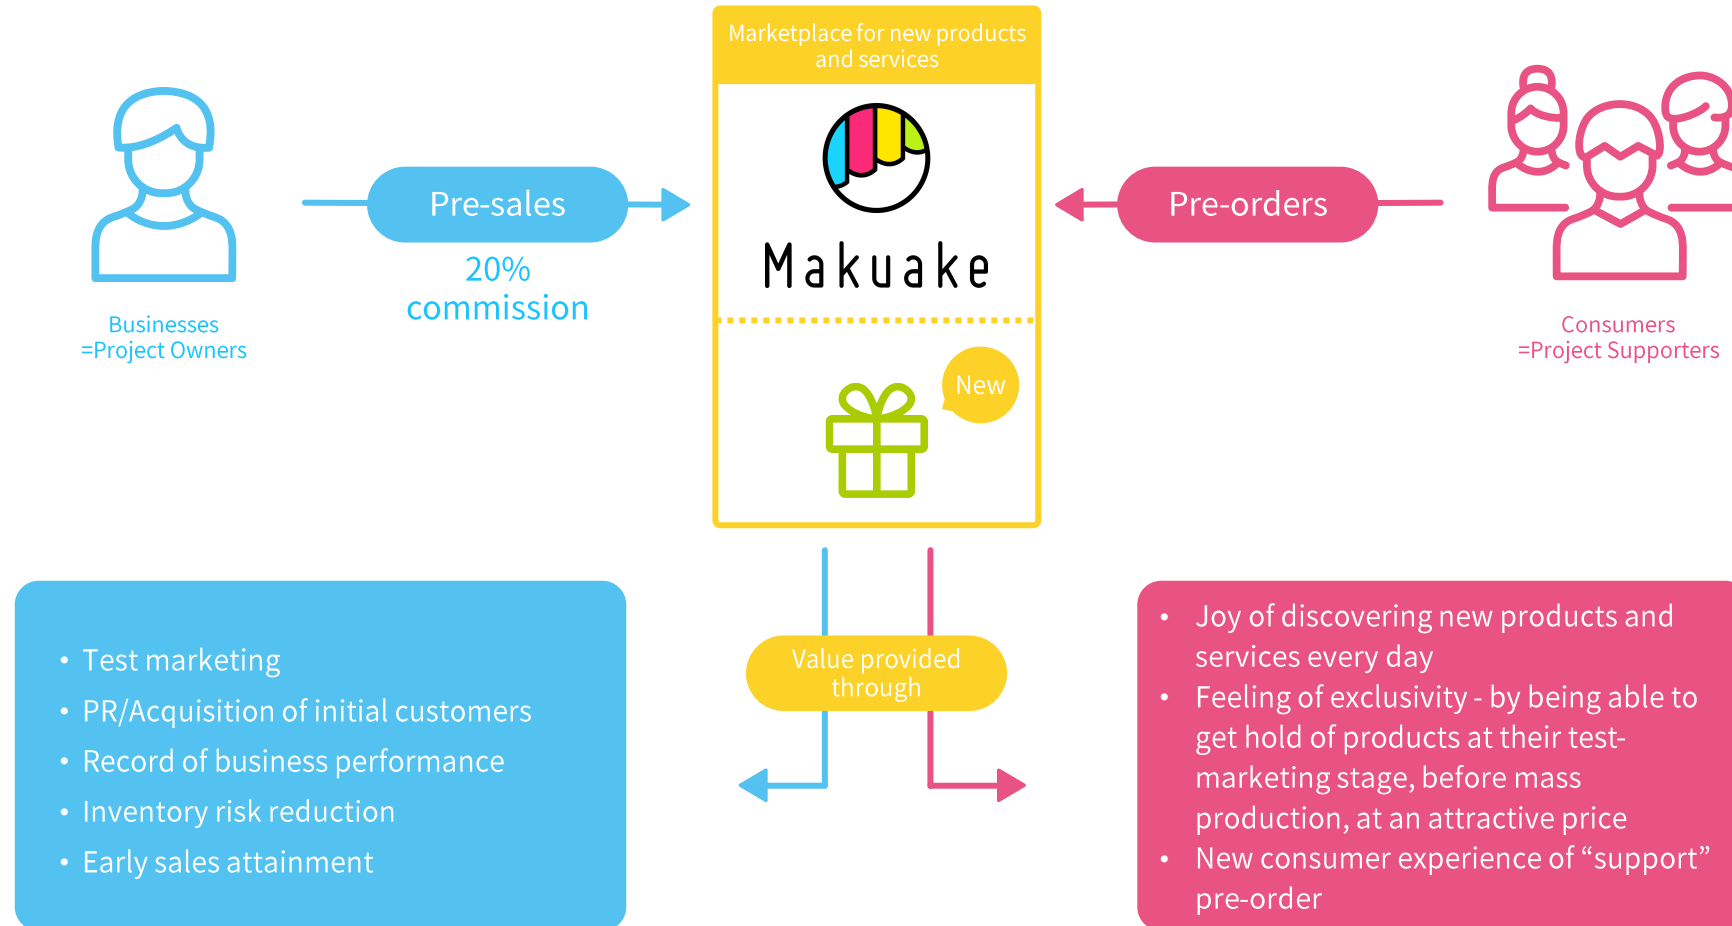 Marketplace for new products
and services
Makuake
New
Pre-sales
20%
commission
Businesses
=Project Owners
Pre-orders
Consumers
=Project Supporters
Value provided
through
• Test marketing
• PR/Acquisition of initial customers
• Record of business performance
• Inventory risk reduction
• Early sales attainment
• Joy of discovering new products and
services every day
• Feeling of exclusivity - by being able to
get hold of products at their test-
marketing stage, before mass
production, at an attractive price
• New consumer experience of “support”
pre-order